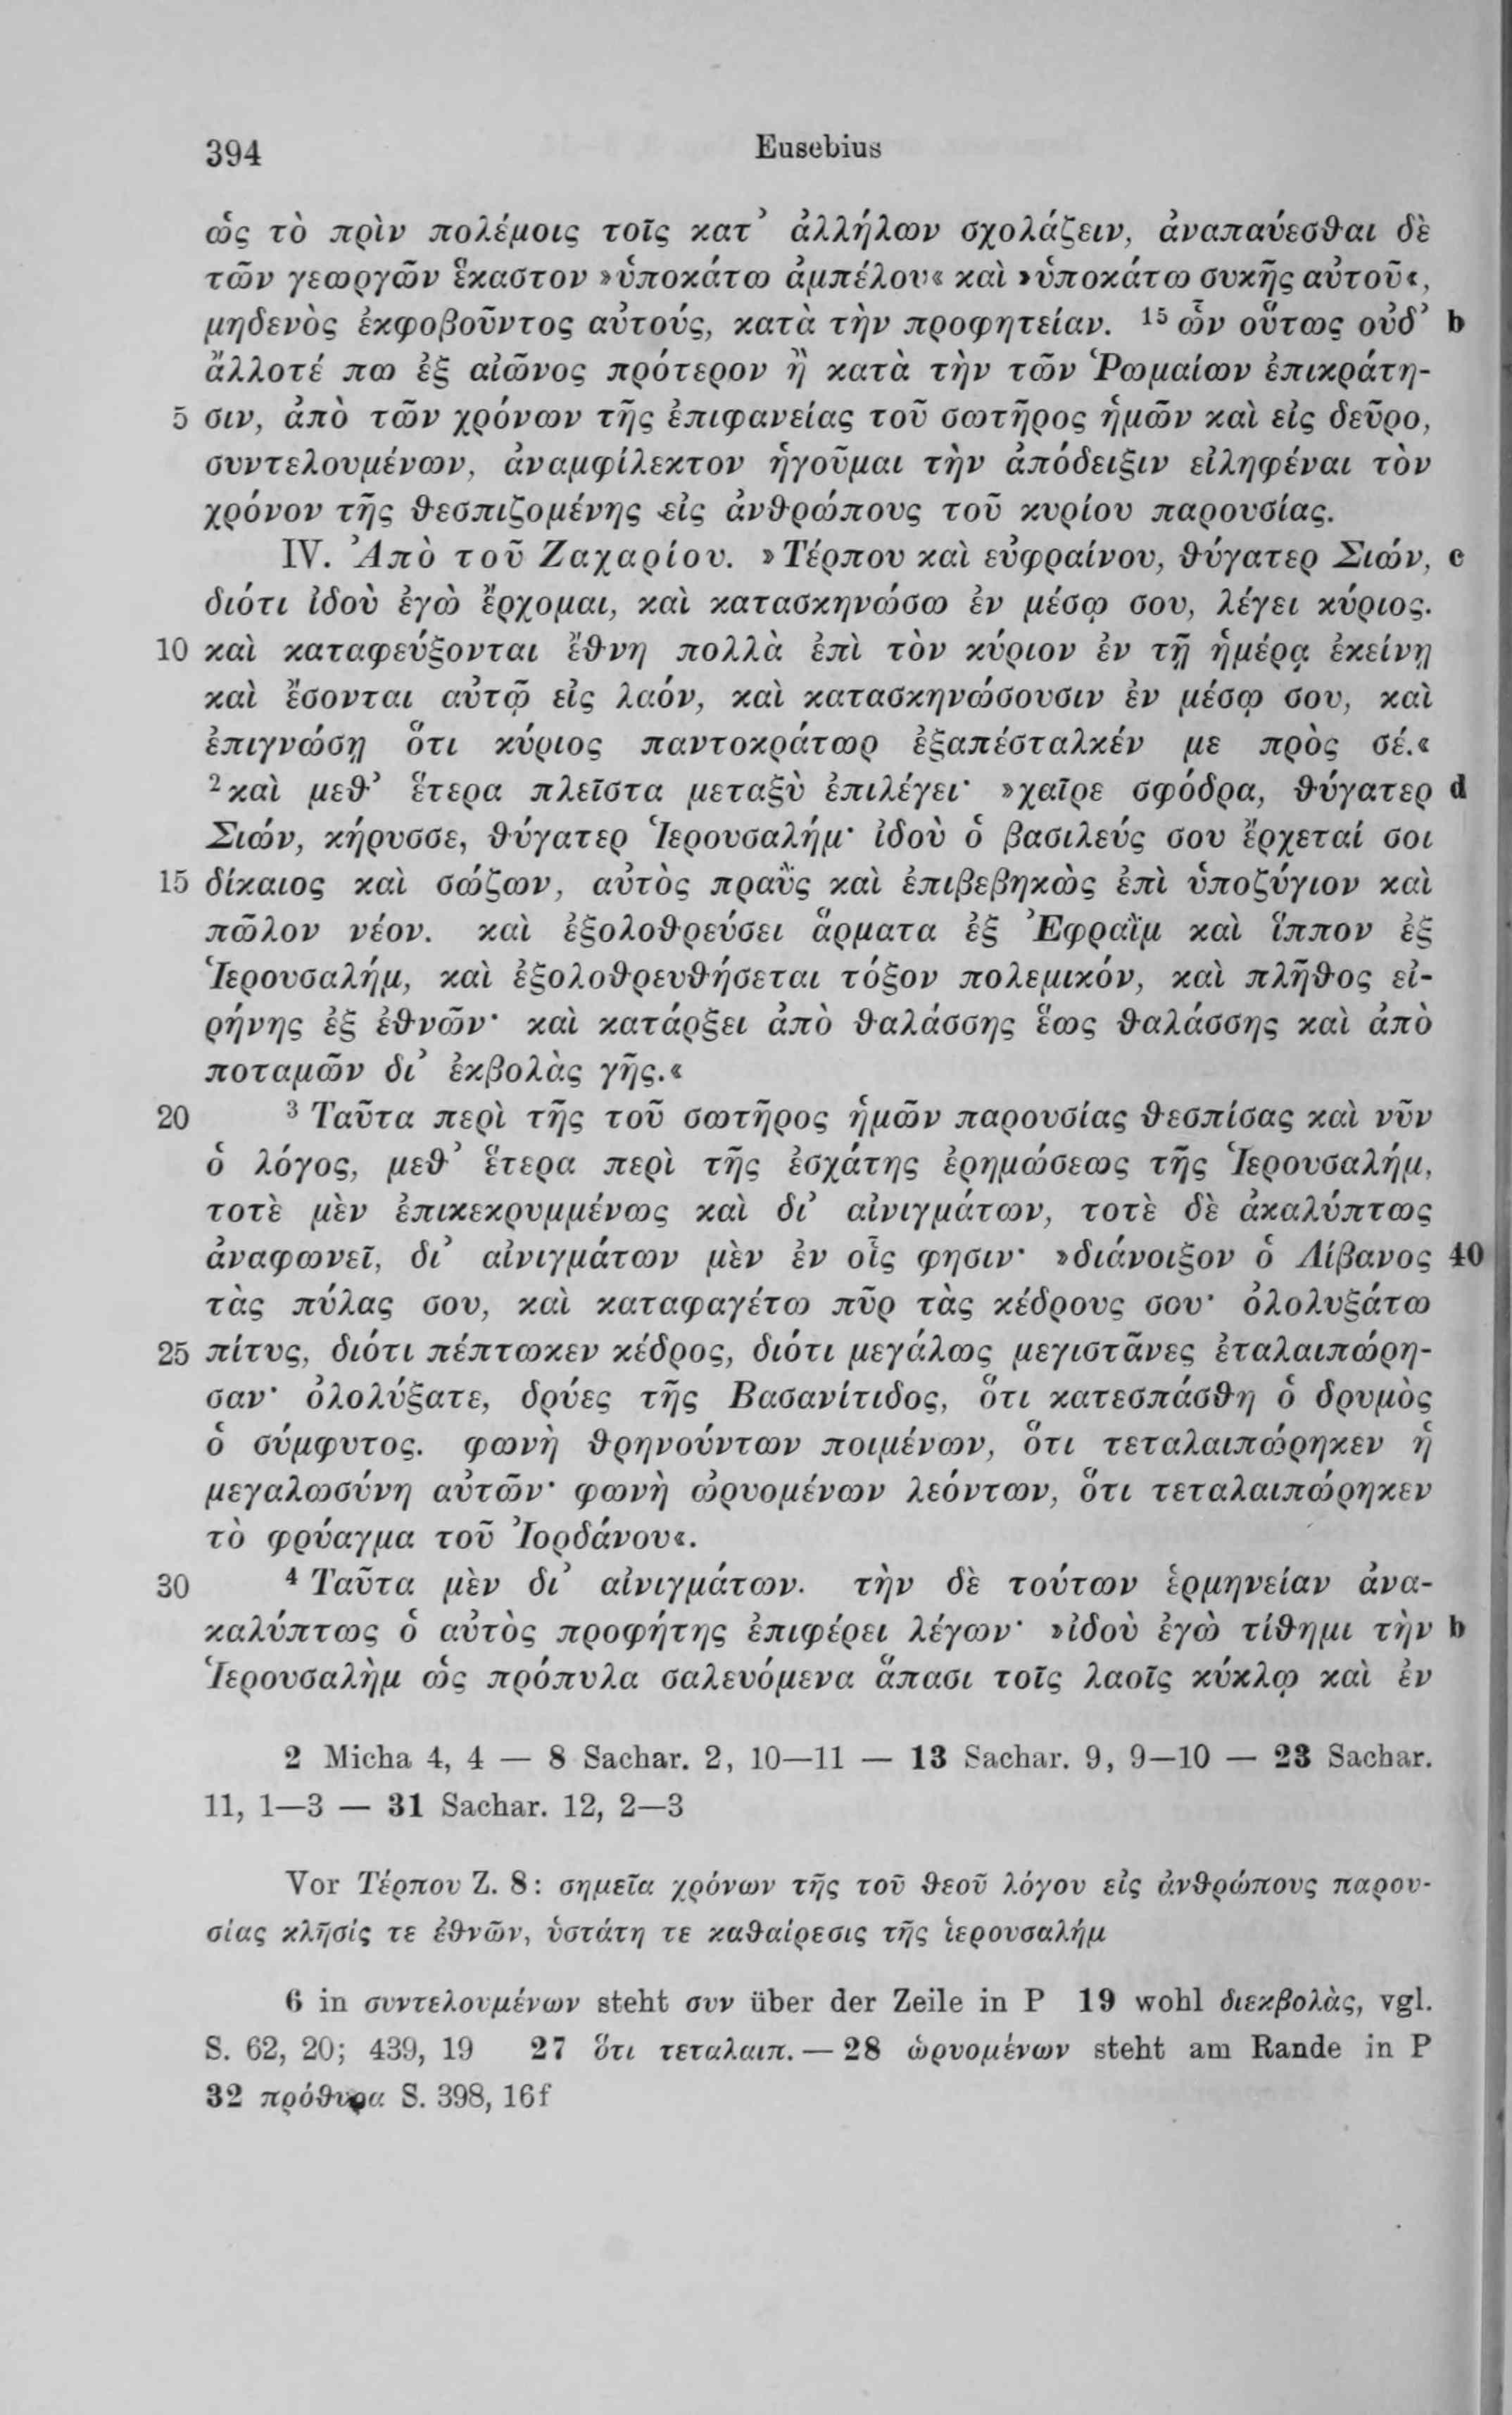 394 Eusebius
ὡς τὸ πρὶν πολέμοις τοῖς κατ’ ἀλλήλων σχολάζειν, ἀναπαύεσθαι δὲ
τῶν γεωργῶν ἕκαστον »ὑποκάτω ἀμπέλου« καὶ »ὑποκάτω συκῆς αὐτοῦ«,
μηδενὸς ἐκφοβοῦντος αὐτούς, κατὰ τὴν προφητείαν. ¹⁵ ὧν οὕτως οὐδ’ b
ἄλλοτέ πω ἐξ αἰῶνος πρότερον ἢ κατὰ τὴν τῶν Ῥωμαίων ἐπικράτη-
5 σιν, ἀπὸ τῶν χρόνων τῆς ἐπιφανείας τοῦ σωτῆρος ἡμῶν καὶ εἰς δεῦρο,
συντελουμένων, ἀναμφίλεκτον ἡγοῦμαι τὴν ἀπόδειξιν εἰληφέναι τὸν
χρόνον τῆς θεσπιζομένης εἰς ἀνθρώπους τοῦ κυρίου παρουσίας.
IV. Ἀπὸ τοῦ Ζαχαρίου. »Τέρπου καὶ εὐφραίνου, θύγατερ Σιών, c
διότι ἰδοὺ ἐγὼ ἔρχομαι, καὶ κατασκηνώσω ἐν μέσῳ σου, λέγει κύριος.
10 καὶ καταφεύξονται ἔθνη πολλὰ ἐπὶ τὸν κύριον ἐν τῇ ἡμέρᾳ ἐκείνῃ
καὶ ἔσονται αὐτῷ εἰς λαόν, καὶ κατασκηνώσουσιν ἐν μέσῳ σου, καὶ
ἐπιγνώσῃ ὅτι κύριος παντοκράτωρ ἐξαπέσταλκέν με πρὸς σέ.«
² καὶ μεθ’ ἕτερα πλεῖστα μεταξὺ ἐπιλέγει· »χαῖρε σφόδρα, θύγατερ d
Σιών, κήρυσσε, θύγατερ Ἱερουσαλήμ· ἰδοὺ ὁ βασιλεύς σου ἔρχεταί σοι
15 δίκαιος καὶ σώζων, αὐτὸς πραῢς καὶ ἐπιβεβηκὼς ἐπὶ ὑποζύγιον καὶ
πῶλον νέον. καὶ ἐξολοθρεύσει ἅρματα ἐξ Ἐφραῒμ καὶ ἵππον ἐξ
Ἱερουσαλήμ, καὶ ἐξολοθρευθήσεται τόξον πολεμικόν, καὶ πλῆθος εἰ-
ρήνης ἐξ ἐθνῶν· καὶ κατάρξει ἀπὸ θαλάσσης ἕως θαλάσσης καὶ ἀπὸ
ποταμῶν δι’ ἐκβολὰς γῆς.«
20 ³ Ταῦτα περὶ τῆς τοῦ σωτῆρος ἡμῶν παρουσίας θεσπίσας καὶ νῦν
ὁ λόγος, μεθ’ ἕτερα περὶ τῆς ἐσχάτης ἐρημώσεως τῆς Ἱερουσαλήμ,
τοτὲ μὲν ἐπικεκρυμμένως καὶ δι’ αἰνιγμάτων, τοτὲ δὲ ἀκαλύπτως
ἀναφωνεῖ, δι’ αἰνιγμάτων μὲν ἐν οἷς φησιν· »διάνοιξον ὁ Λίβανος 40
τὰς πύλας σου, καὶ καταφαγέτω πῦρ τὰς κέδρους σου· ὀλολυξάτω
25 πίτυς, διότι πέπτωκεν κέδρος, διότι μεγάλως μεγιστᾶνες ἐταλαιπώρη-
σαν· ὀλολύξατε, δρύες τῆς Βασανίτιδος, ὅτι κατεσπάσθη ὁ δρυμὸς
ὁ σύμφυτος. φωνὴ θρηνούντων ποιμένων, ὅτι τεταλαιπώρηκεν ἡ
μεγαλωσύνη αὐτῶν· φωνὴ ὠρυομένων λεόντων, ὅτι τεταλαιπώρηκεν
τὸ φρύαγμα τοῦ Ἰορδάνου«.
30 ⁴ Ταῦτα μὲν δι’ αἰνιγμάτων. τὴν δὲ τούτων ἑρμηνείαν ἀνα-
καλύπτως ὁ αὐτὸς προφήτης ἐπιφέρει λέγων· »ἰδοὺ ἐγὼ τίθημι τὴν b
Ἱερουσαλὴμ ὡς πρόπυλα σαλευόμενα ἅπασι τοῖς λαοῖς κύκλῳ καὶ ἐν
2 Micha 4, 4 — 8 Sachar. 2, 10—11 — 13 Sachar. 9, 9—10 — 23 Sachar.
11, 1—3 — 31 Sachar. 12, 2—3
Vor Τέρπου Z. 8: σημεῖα χρόνων τῆς τοῦ θεοῦ λόγου εἰς ἀνθρώπους παρου-
σίας κλῆσίς τε ἐθνῶν, ὑστάτη τε καθαίρεσις τῆς ἱερουσαλήμ
6 in συντελουμένων steht συν über der Zeile in P 19 wohl διεκβολὰς, vgl.
S. 62, 20; 439, 19 27 ὅτι τεταλαιπ. — 28 ὠρυομένων steht am Rande in P
32 πρόθυρα S. 398, 16f